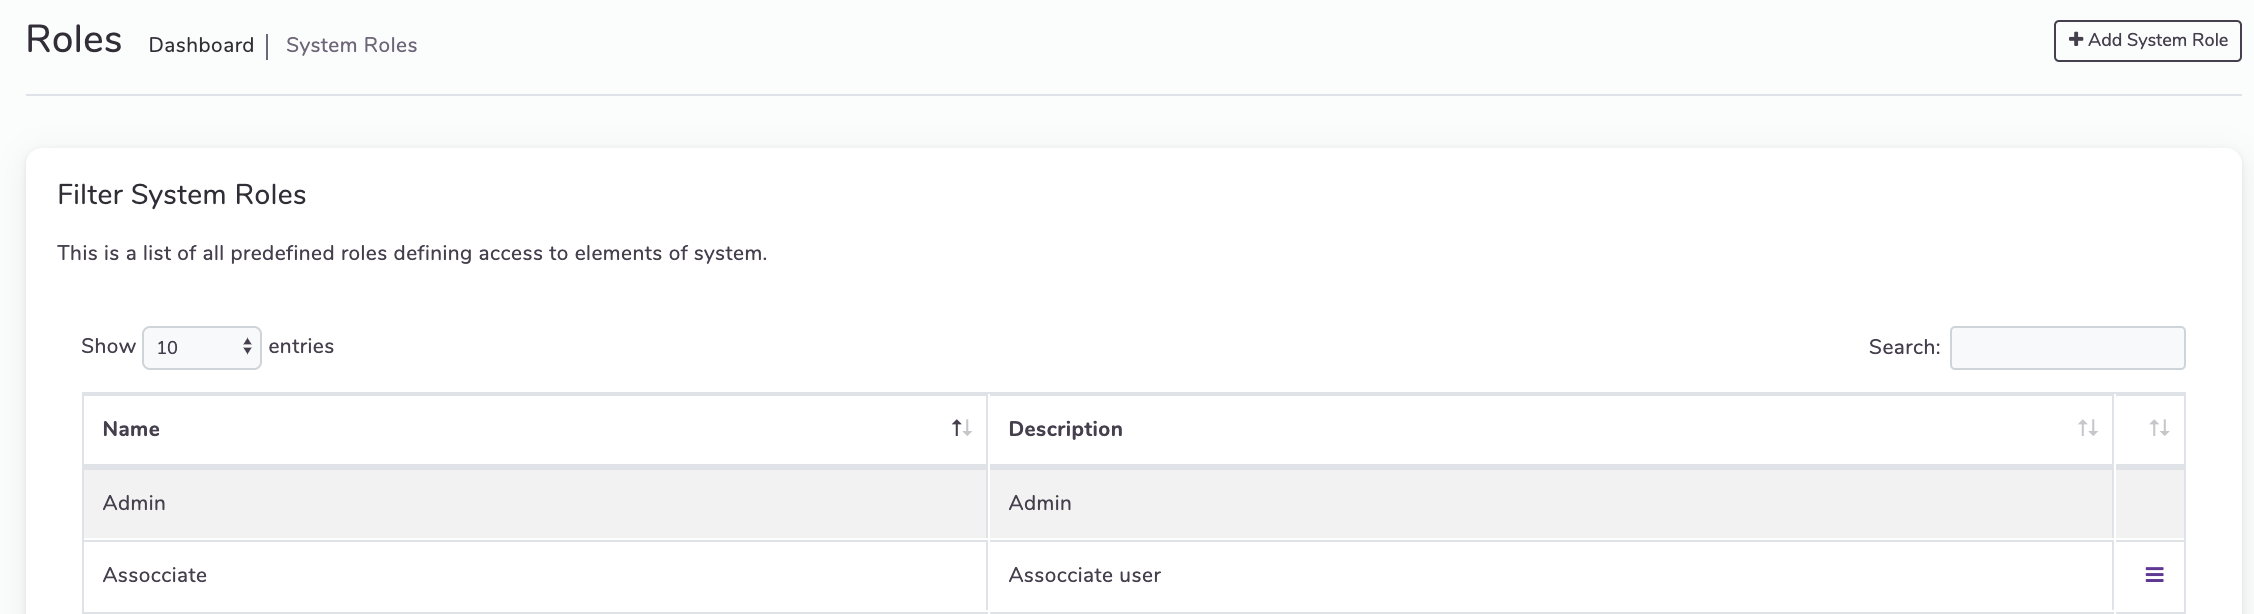 Roles Dashboard | System Roles
Add System Role
Filter System Roles
This is a list of all predefined roles defining access to elements of system.
Show 10 entries
Search:
Name Description
Admin Admin
Assocciate Assocciate user